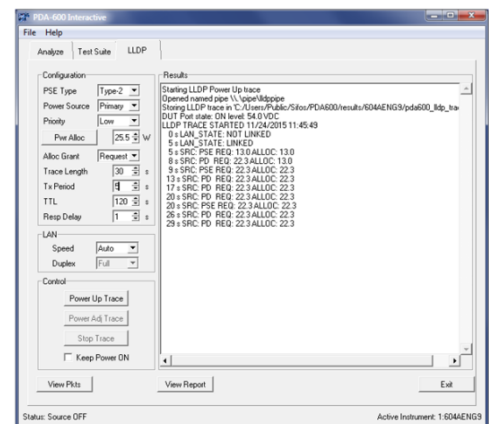 PDA-600 Interactive
File Help
Analyze Test Suite LLDP
Configuration
PSE Type Type-2
Power Source Primary
Priority Low
Pwr Alloc 25.5 W
Alloc Grant Request
Trace Length 30 s
Tx Period 5 s
TTL 120 s
Resp Delay 1 s
LAN
Speed Auto
Duplex Full
Control
Power Up Trace
Power Adj Trace
Stop Trace
Keep Power ON
Results
Starting LLDP Power Up trace
Opened named pipe \\.\pipe\lldppipe
Storing LLDP trace in 'C:/Users/Public/Sifos/PDA600/results/604AENG9/pda600_lldp_tra
DUT Port state: ON level: 54.0 VDC
LLDP TRACE STARTED 11/24/2015 11:45:49
0 s LAN_STATE: NOT LINKED
0 s LAN_STATE: LINKED
5 s SRC: PSE REQ: 13.0 ALLOC: 13.0
8 s SRC: PD REQ: 22.3 ALLOC: 13.0
9 s SRC: PSE REQ: 22.3 ALLOC: 22.3
13 s SRC: PD REQ: 22.3 ALLOC: 22.3
17 s SRC: PD REQ: 22.3 ALLOC: 22.3
20 s SRC: PD REQ: 22.3 ALLOC: 22.3
20 s SRC: PSE REQ: 22.3 ALLOC: 22.3
26 s SRC: PD REQ: 22.3 ALLOC: 22.3
29 s SRC: PD REQ: 22.3 ALLOC: 22.3
View Pkts View Report Exit
Status: Source OFF Active Instrument: 1:604AENG9